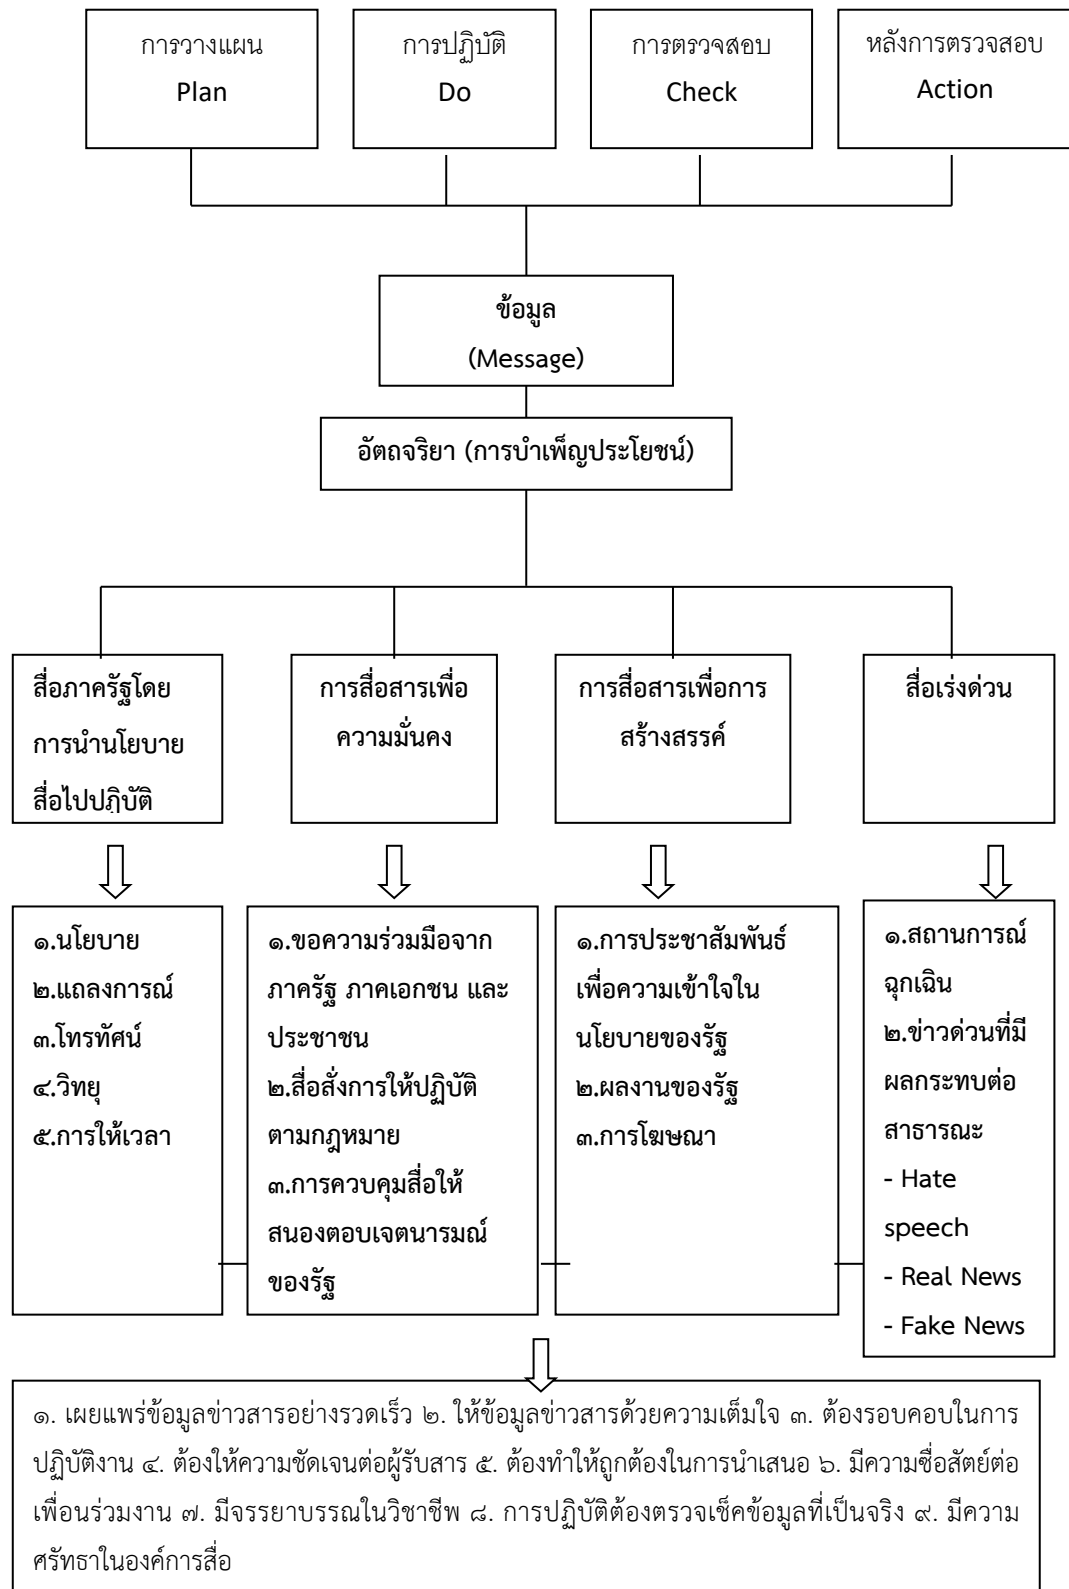 การวางแผน
Plan
การปฏิบัติ
Do
การตรวจสอบ
Check
หลังการตรวจสอบ
Action
ข้อมูล
(Message)
อัตถจริยา (การบำเพ็ญประโยชน์)
สื่อภาครัฐโดย
การนำนโยบาย
สื่อไปปฏิบัติ
การสื่อสารเพื่อ
ความมั่นคง
การสื่อสารเพื่อการ
สร้างสรรค์
สื่อเร่งด่วน
๑.นโยบาย
๒.แถลงการณ์
๓.โทรทัศน์
๔.วิทยุ
๕.การให้เวลา
๑.ขอความร่วมมือจาก
ภาครัฐ ภาคเอกชน และ
ประชาชน
๒.สื่อสั่งการให้ปฏิบัติ
ตามกฎหมาย
๓.การควบคุมสื่อให้
สนองตอบเจตนารมณ์
ของรัฐ
๑.การประชาสัมพันธ์
เพื่อความเข้าใจใน
นโยบายของรัฐ
๒.ผลงานของรัฐ
๓.การโฆษณา
๑.สถานการณ์
ฉุกเฉิน
๒.ข่าวด่วนที่มี
ผลกระทบต่อ
สาธารณะ
- Hate
speech
- Real News
- Fake News
๑. เผยแพร่ข้อมูลข่าวสารอย่างรวดเร็ว ๒. ให้ข้อมูลข่าวสารด้วยความเต็มใจ ๓. ต้องรอบคอบในการ
ปฏิบัติงาน ๔. ต้องให้ความชัดเจนต่อผู้รับสาร ๕. ต้องทำให้ถูกต้องในการนำเสนอ ๖. มีความซื่อสัตย์ต่อ
เพื่อนร่วมงาน ๗. มีจรรยาบรรณในวิชาชีพ ๘. การปฏิบัติต้องตรวจเช็คข้อมูลที่เป็นจริง ๙. มีความ
ศรัทธาในองค์การสื่อ